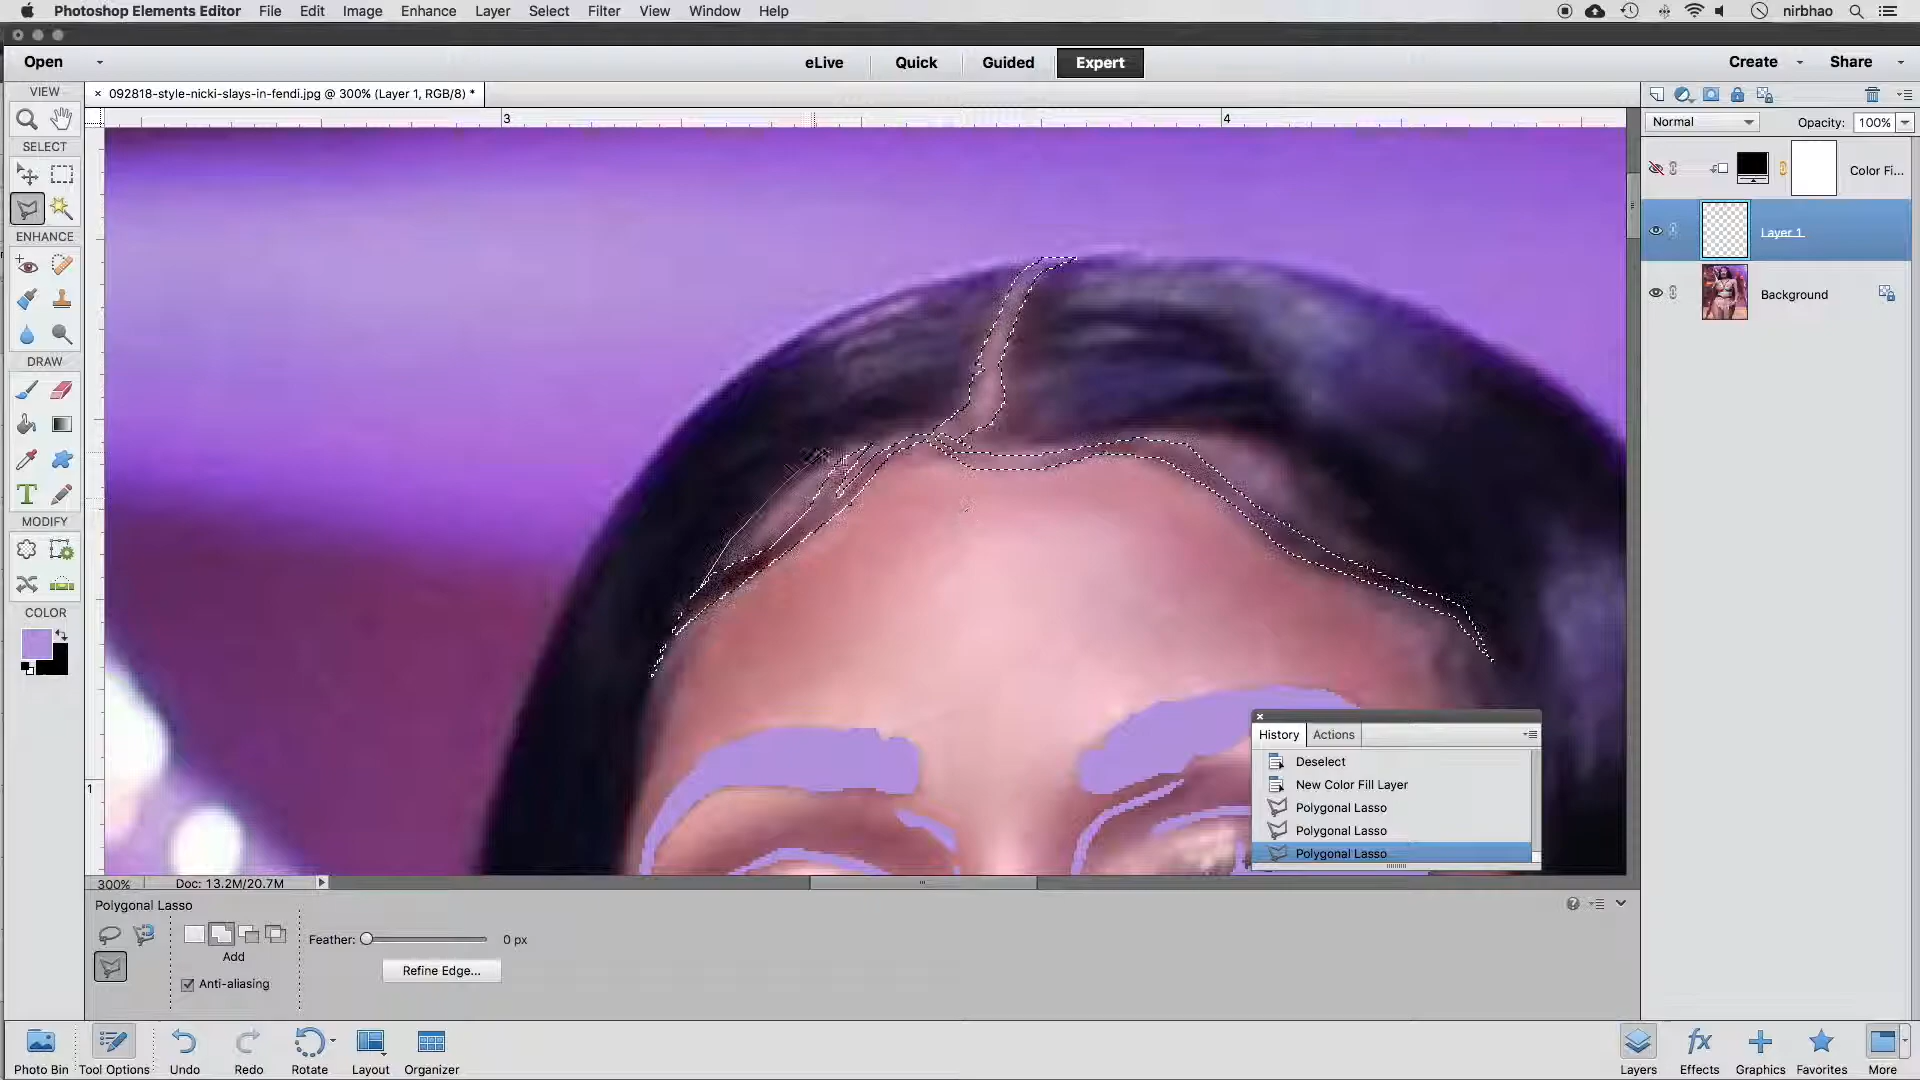 Photoshop Elements Editor File Edit Image Enhance Layer Select Filter View Window Help nirbhao
Open eLive Quick Guided Expert Create Share
VIEW
× 092818-style-nicki-slays-in-fendi.jpg @ 300% (Layer 1, RGB/8) *
3 4
Normal Opacity: 100%
SELECT
Color Fi...
Layer 1
ENHANCE
Background
DRAW
T
MODIFY
COLOR
History Actions
Deselect
New Color Fill Layer
Polygonal Lasso
Polygonal Lasso
Polygonal Lasso
1
300% Doc: 13.2M/20.7M
Polygonal Lasso
Feather: 0 px
Add
Refine Edge...
Anti-aliasing
fx
Photo Bin Tool Options Undo Redo Rotate Layout Organizer Layers Effects Graphics Favorites More